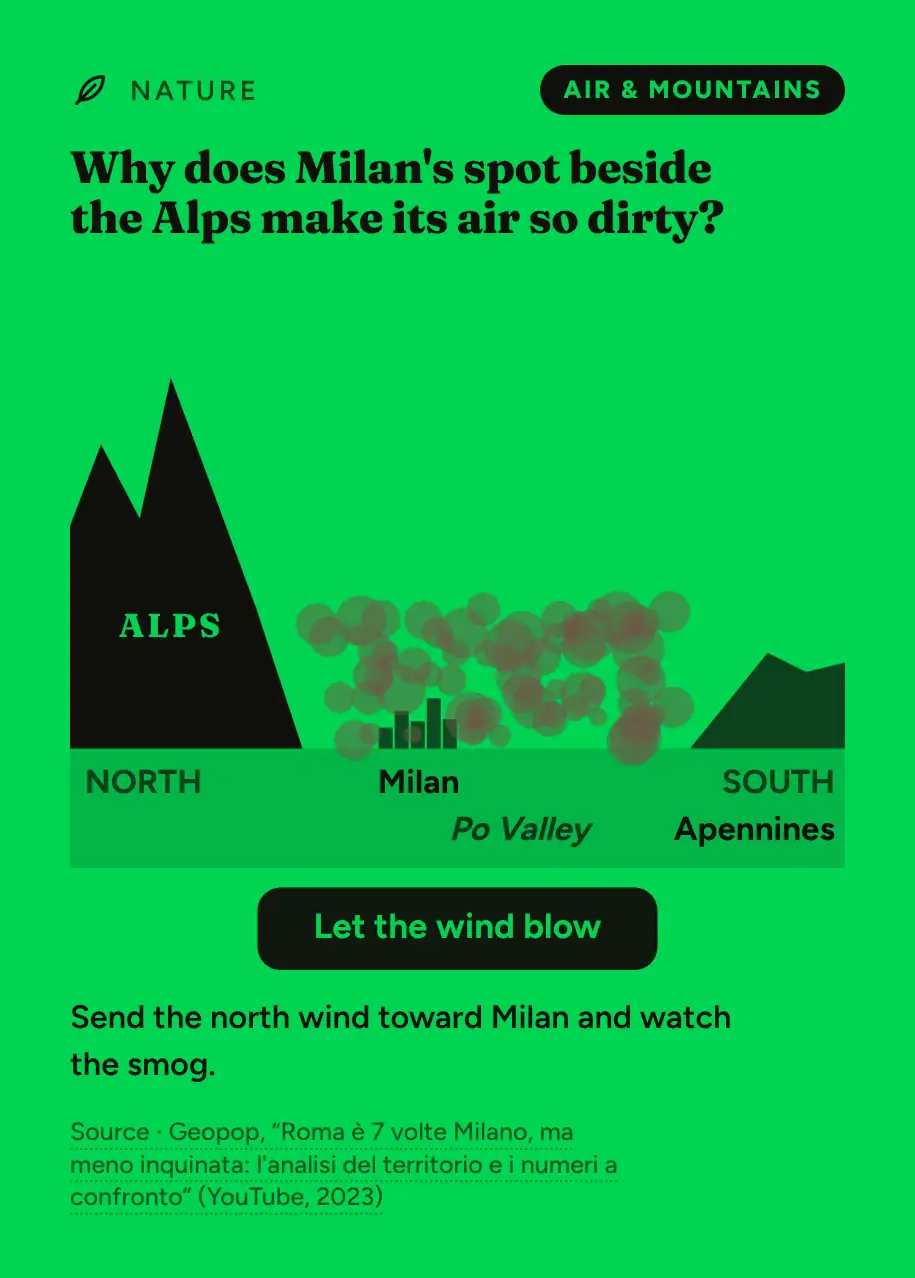 NATURE
AIR & MOUNTAINS
Why does Milan's spot beside
the Alps make its air so dirty?
ALPS
NORTH
Milan
SOUTH
Po Valley
Apennines
Let the wind blow
Send the north wind toward Milan and watch
the smog.
Source · Geopop, “Roma è 7 volte Milano, ma
meno inquinata: l'analisi del territorio e i numeri a
confronto” (YouTube, 2023)